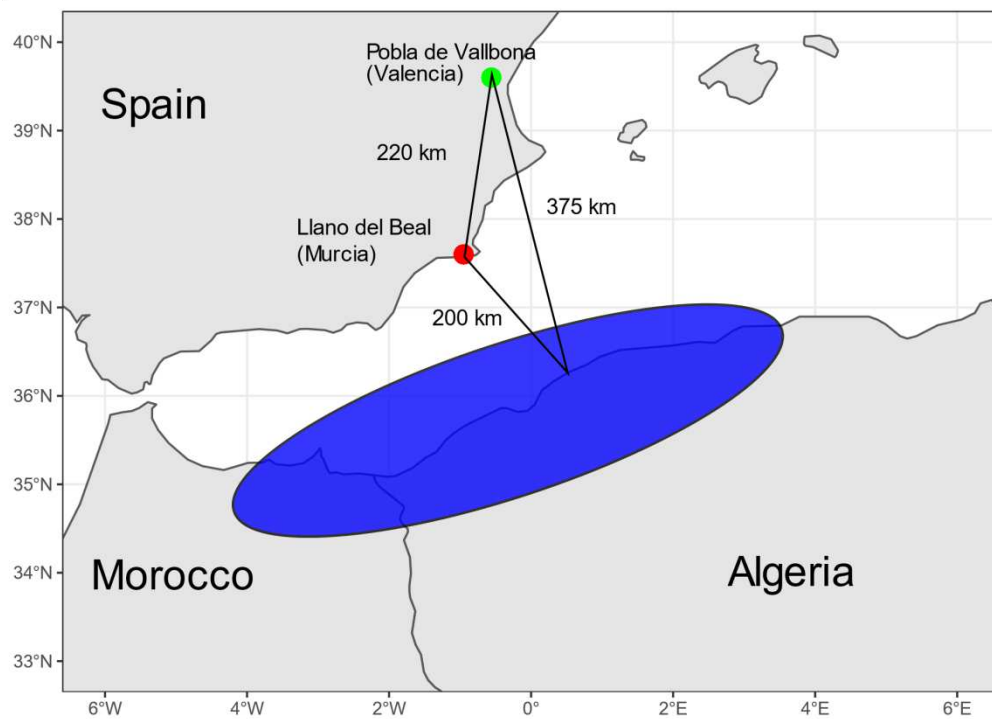 40°N
39°N
38°N
37°N
36°N
35°N
34°N
33°N
Pobla de Vallbona
(Valencia)
Spain
220 km
375 km
Llano del Beal
(Murcia)
200 km
Morocco
Algeria
6°W
4°W
2°W
0°
2°E
4°E
6°E